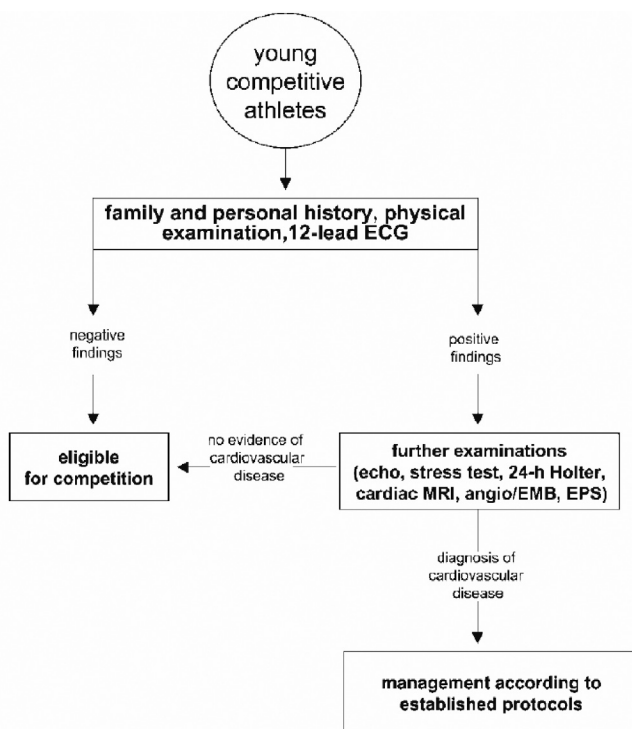 young
competitive
athletes
family and personal history, physical
examination,12-lead ECG
negative
findings
positive
findings
eligible
for competition
no evidence of
cardiovascular
disease
further examinations
(echo, stress test, 24-h Holter,
cardiac MRI, angio/EMB, EPS)
diagnosis of
cardiovascular
disease
management according to
established protocols